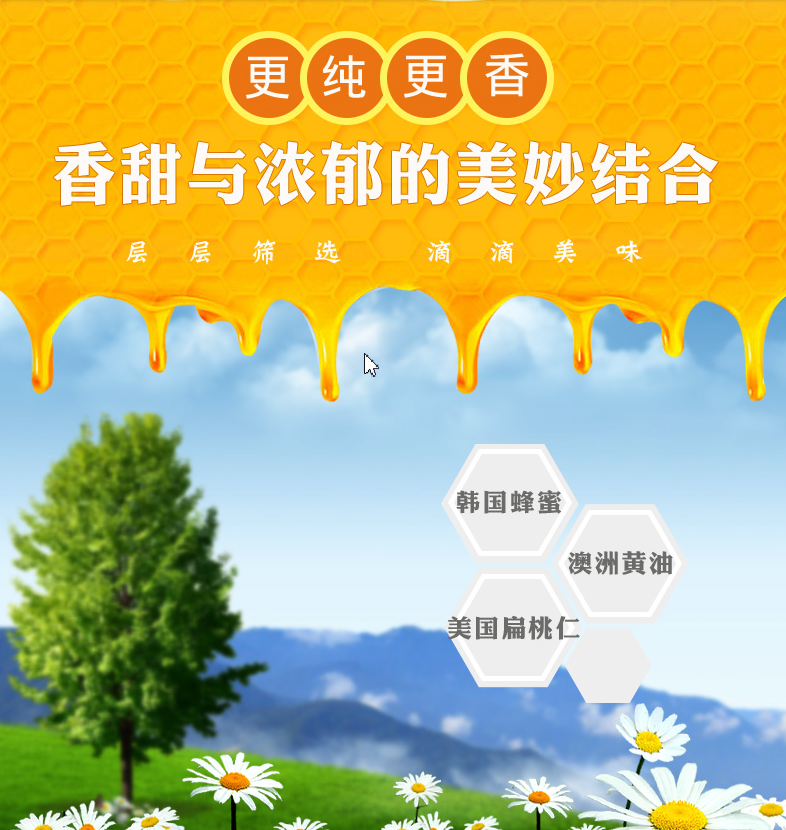 更纯更香
香甜与浓郁的美妙结合
层层筛选 滴滴美味
韩国蜂蜜
澳洲黄油
美国扁桃仁